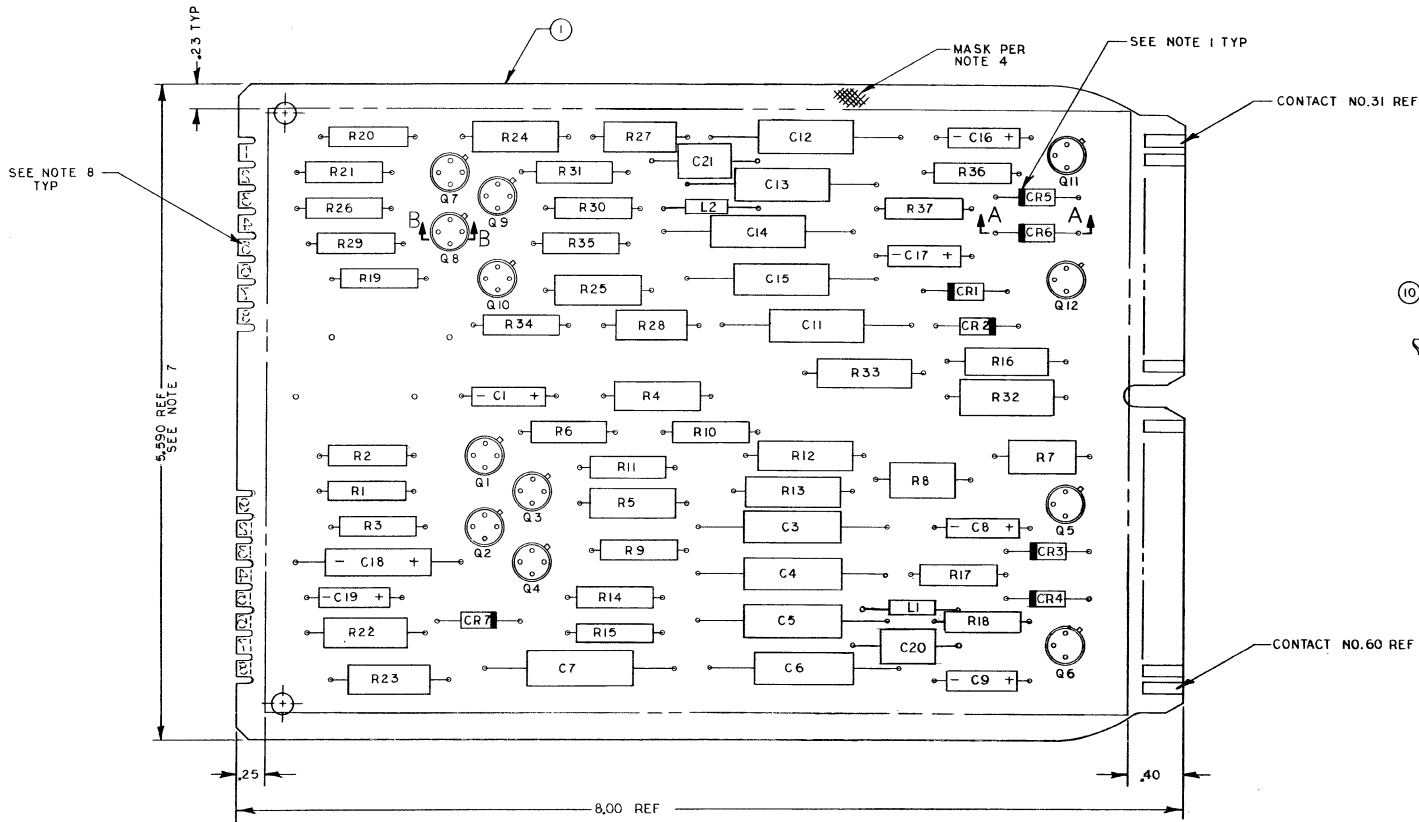 .23 TYP
1
MASK PER
NOTE 4
SEE NOTE 1 TYP
CONTACT NO.31 REF
SEE NOTE 8
TYP
5.590 REF
SEE NOTE 7
10
R20
R24
R27
C12
- C16 +
Q11
R21
Q7
R31
C21
R36
C13
CR5
R26
Q9
R30
L2
R37
A A
B B
Q8
R29
R35
C14
CR6
- C17 +
R19
Q10
R25
C15
CR1
Q12
R34
R28
C11
CR2
R16
R33
- C1 +
R4
R32
R6
R10
R2
Q1
R11
R12
R7
R8
R1
Q3
R5
R13
R3
Q2
C3
- C8 +
Q5
R9
CR3
- C18 +
Q4
C4
R17
-C19 +
R14
CR4
L1
R22
CR7
R15
C5
R18
C20
Q6
R23
C7
C6
- C9 +
CONTACT NO.60 REF
.25
.40
8.00 REF